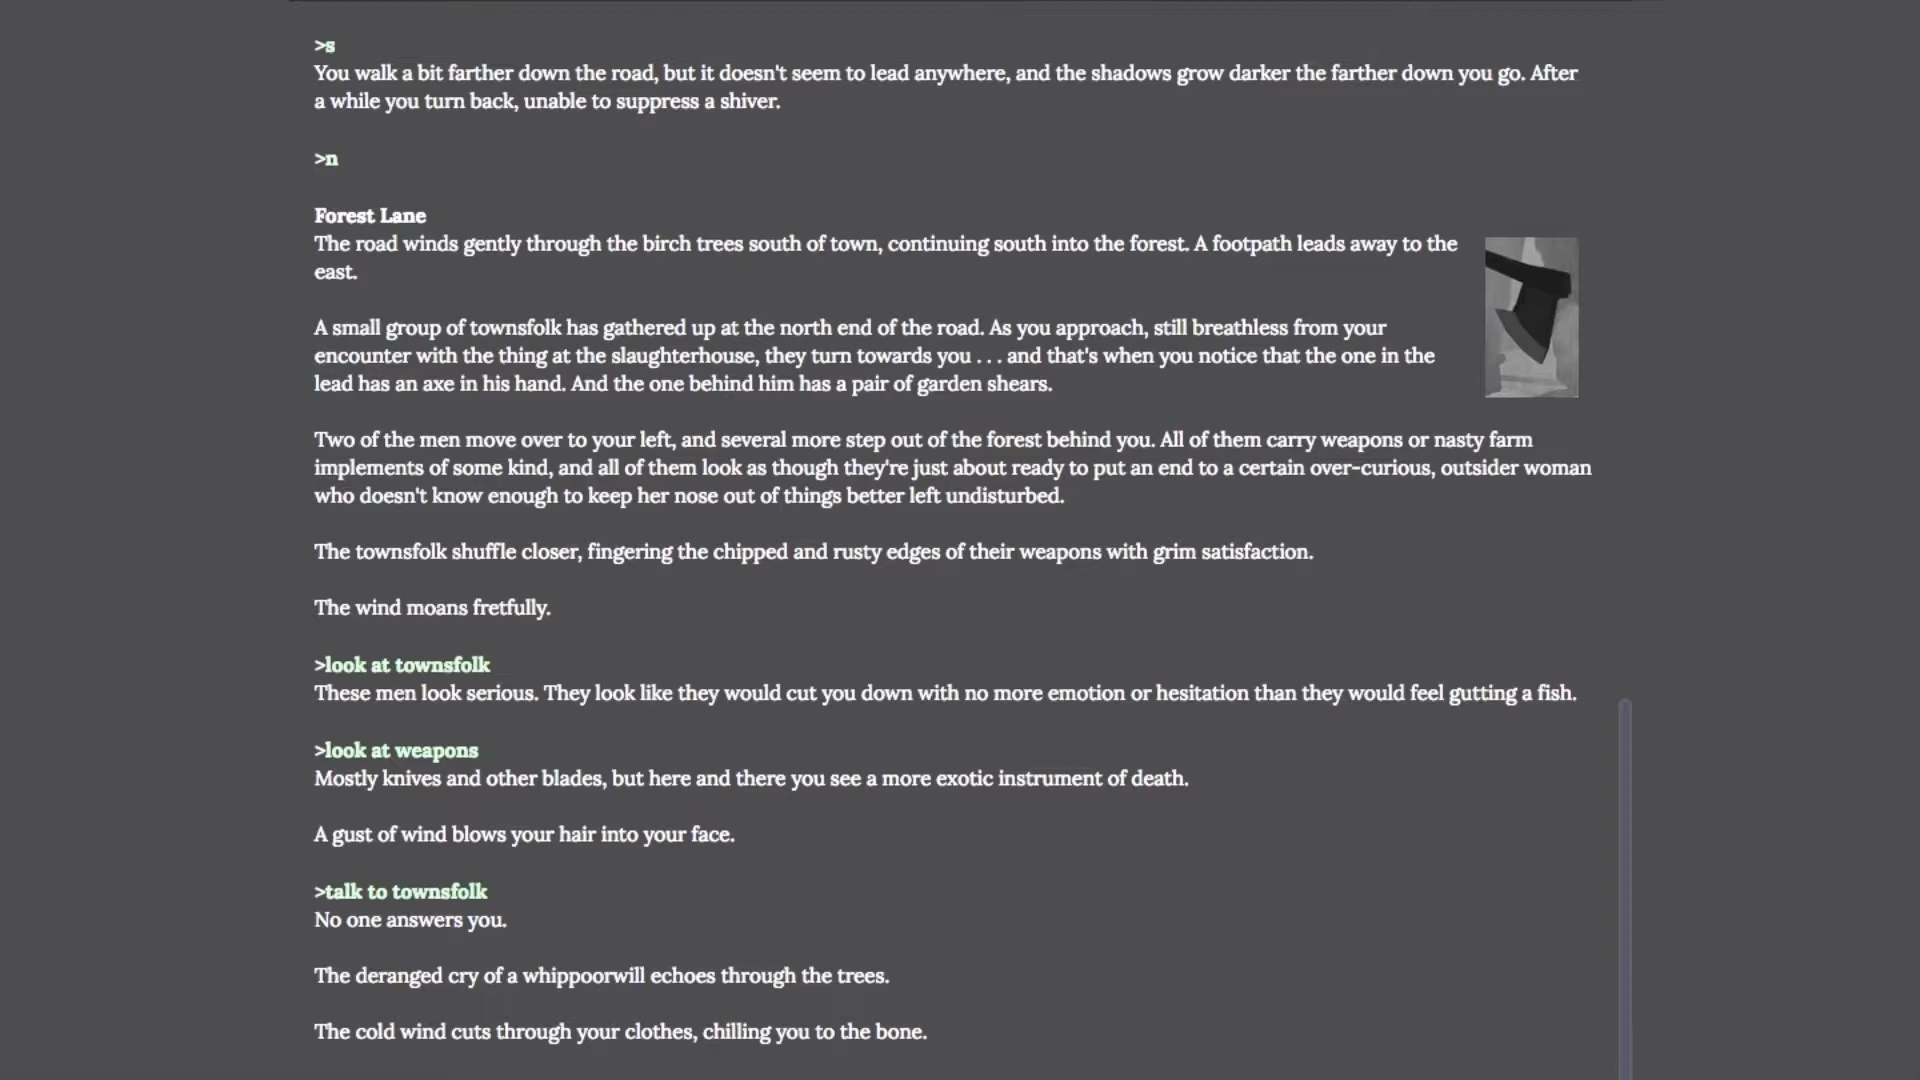 >s
You walk a bit farther down the road, but it doesn't seem to lead anywhere, and the shadows grow darker the farther down you go. After
a while you turn back, unable to suppress a shiver.
>n
Forest Lane
The road winds gently through the birch trees south of town, continuing south into the forest. A footpath leads away to the
east.
A small group of townsfolk has gathered up at the north end of the road. As you approach, still breathless from your
encounter with the thing at the slaughterhouse, they turn towards you . . . and that's when you notice that the one in the
lead has an axe in his hand. And the one behind him has a pair of garden shears.
Two of the men move over to your left, and several more step out of the forest behind you. All of them carry weapons or nasty farm
implements of some kind, and all of them look as though they're just about ready to put an end to a certain over-curious, outsider woman
who doesn't know enough to keep her nose out of things better left undisturbed.
The townsfolk shuffle closer, fingering the chipped and rusty edges of their weapons with grim satisfaction.
The wind moans fretfully.
>look at townsfolk
These men look serious. They look like they would cut you down with no more emotion or hesitation than they would feel gutting a fish.
>look at weapons
Mostly knives and other blades, but here and there you see a more exotic instrument of death.
A gust of wind blows your hair into your face.
>talk to townsfolk
No one answers you.
The deranged cry of a whippoorwill echoes through the trees.
The cold wind cuts through your clothes, chilling you to the bone.